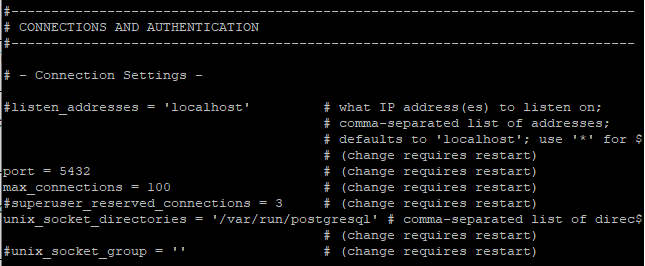 #------------------------------------------------------------------------------
# CONNECTIONS AND AUTHENTICATION
#------------------------------------------------------------------------------
# - Connection Settings -
#listen_addresses = 'localhost'         # what IP address(es) to listen on;
                                        # comma-separated list of addresses;
                                        # defaults to 'localhost'; use '*' for $
                                        # (change requires restart)
port = 5432                             # (change requires restart)
max_connections = 100                   # (change requires restart)
#superuser_reserved_connections = 3     # (change requires restart)
unix_socket_directories = '/var/run/postgresql' # comma-separated list of direc$
                                        # (change requires restart)
#unix_socket_group = ''                 # (change requires restart)